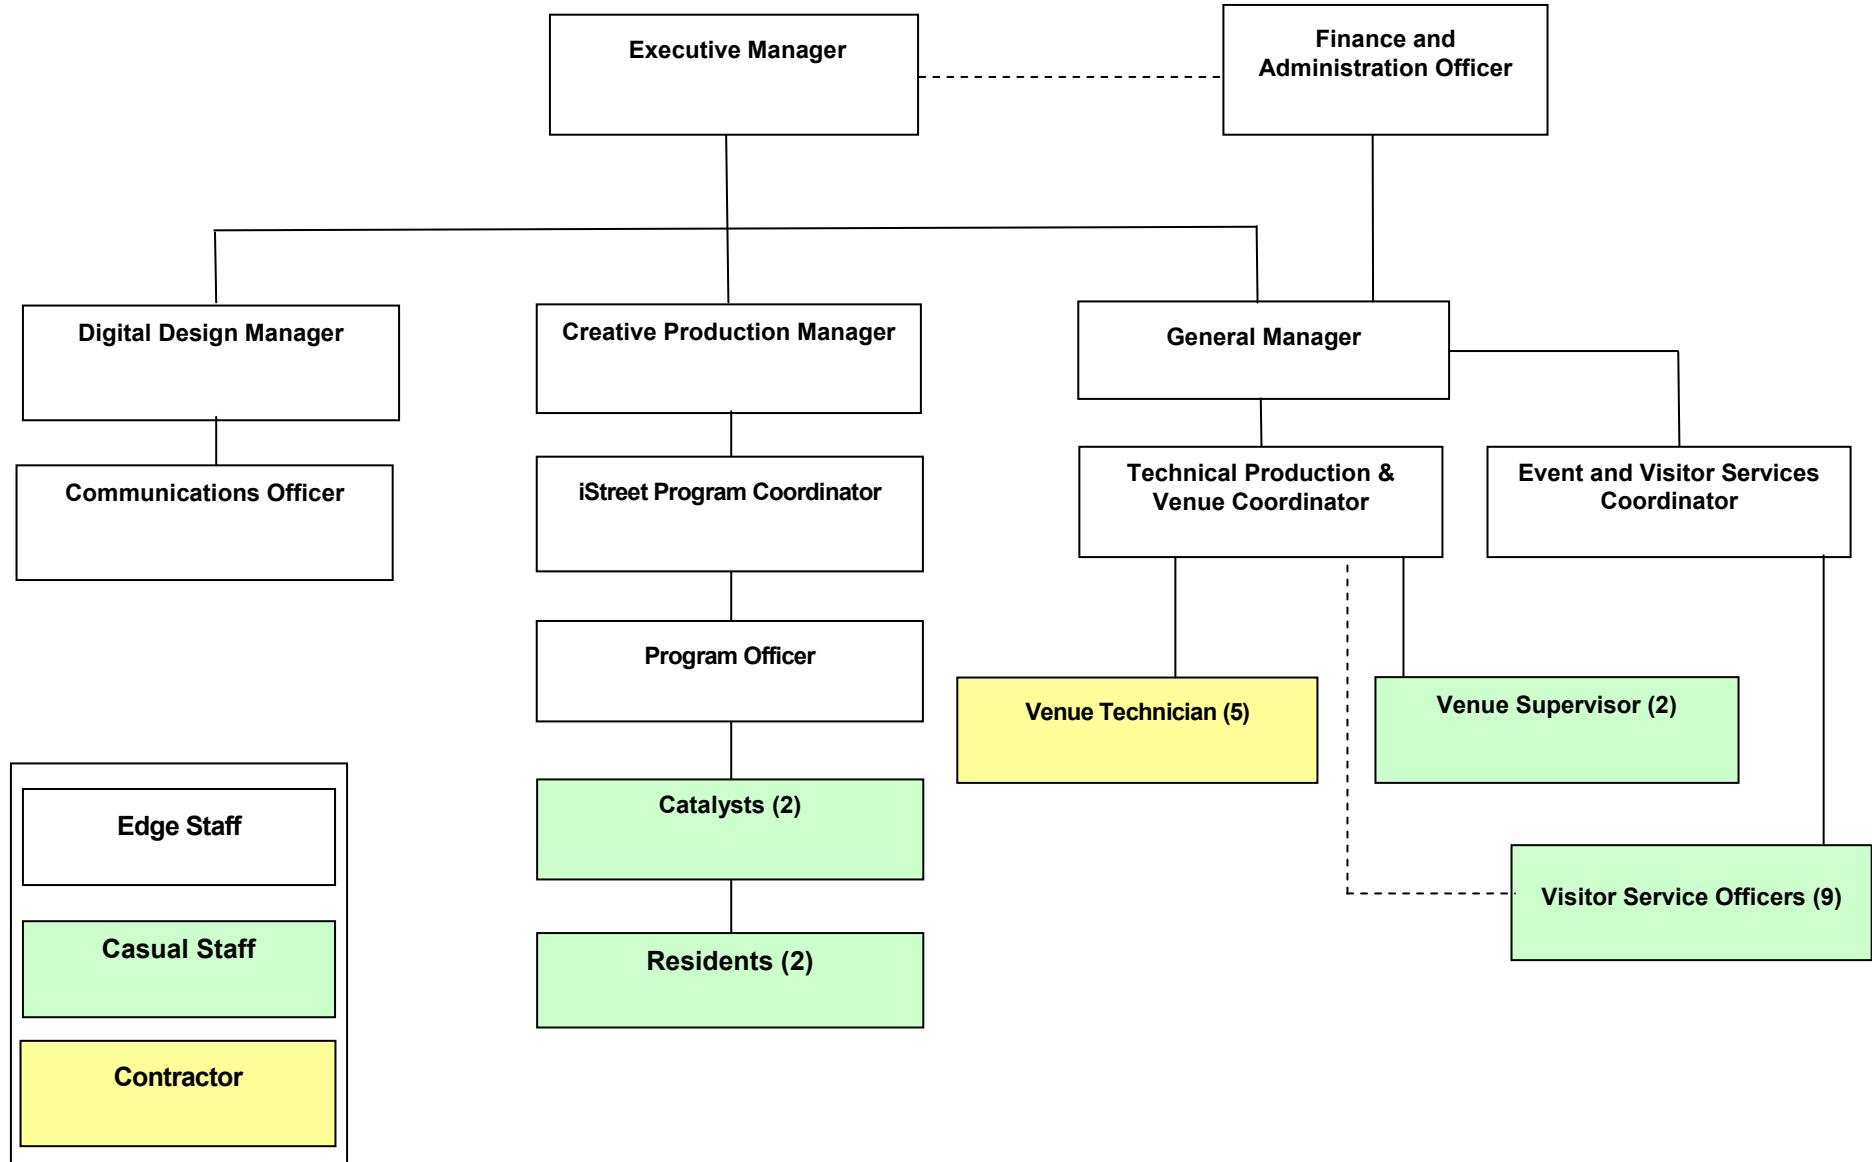 Executive Manager
Finance and
Administration Officer
Digital Design Manager
Creative Production Manager
General Manager
Communications Officer
iStreet Program Coordinator
Technical Production &
Venue Coordinator
Event and Visitor Services
Coordinator
Program Officer
Venue Technician (5)
Venue Supervisor (2)
Catalysts (2)
Visitor Service Officers (9)
Residents (2)
Edge Staff
Casual Staff
Contractor